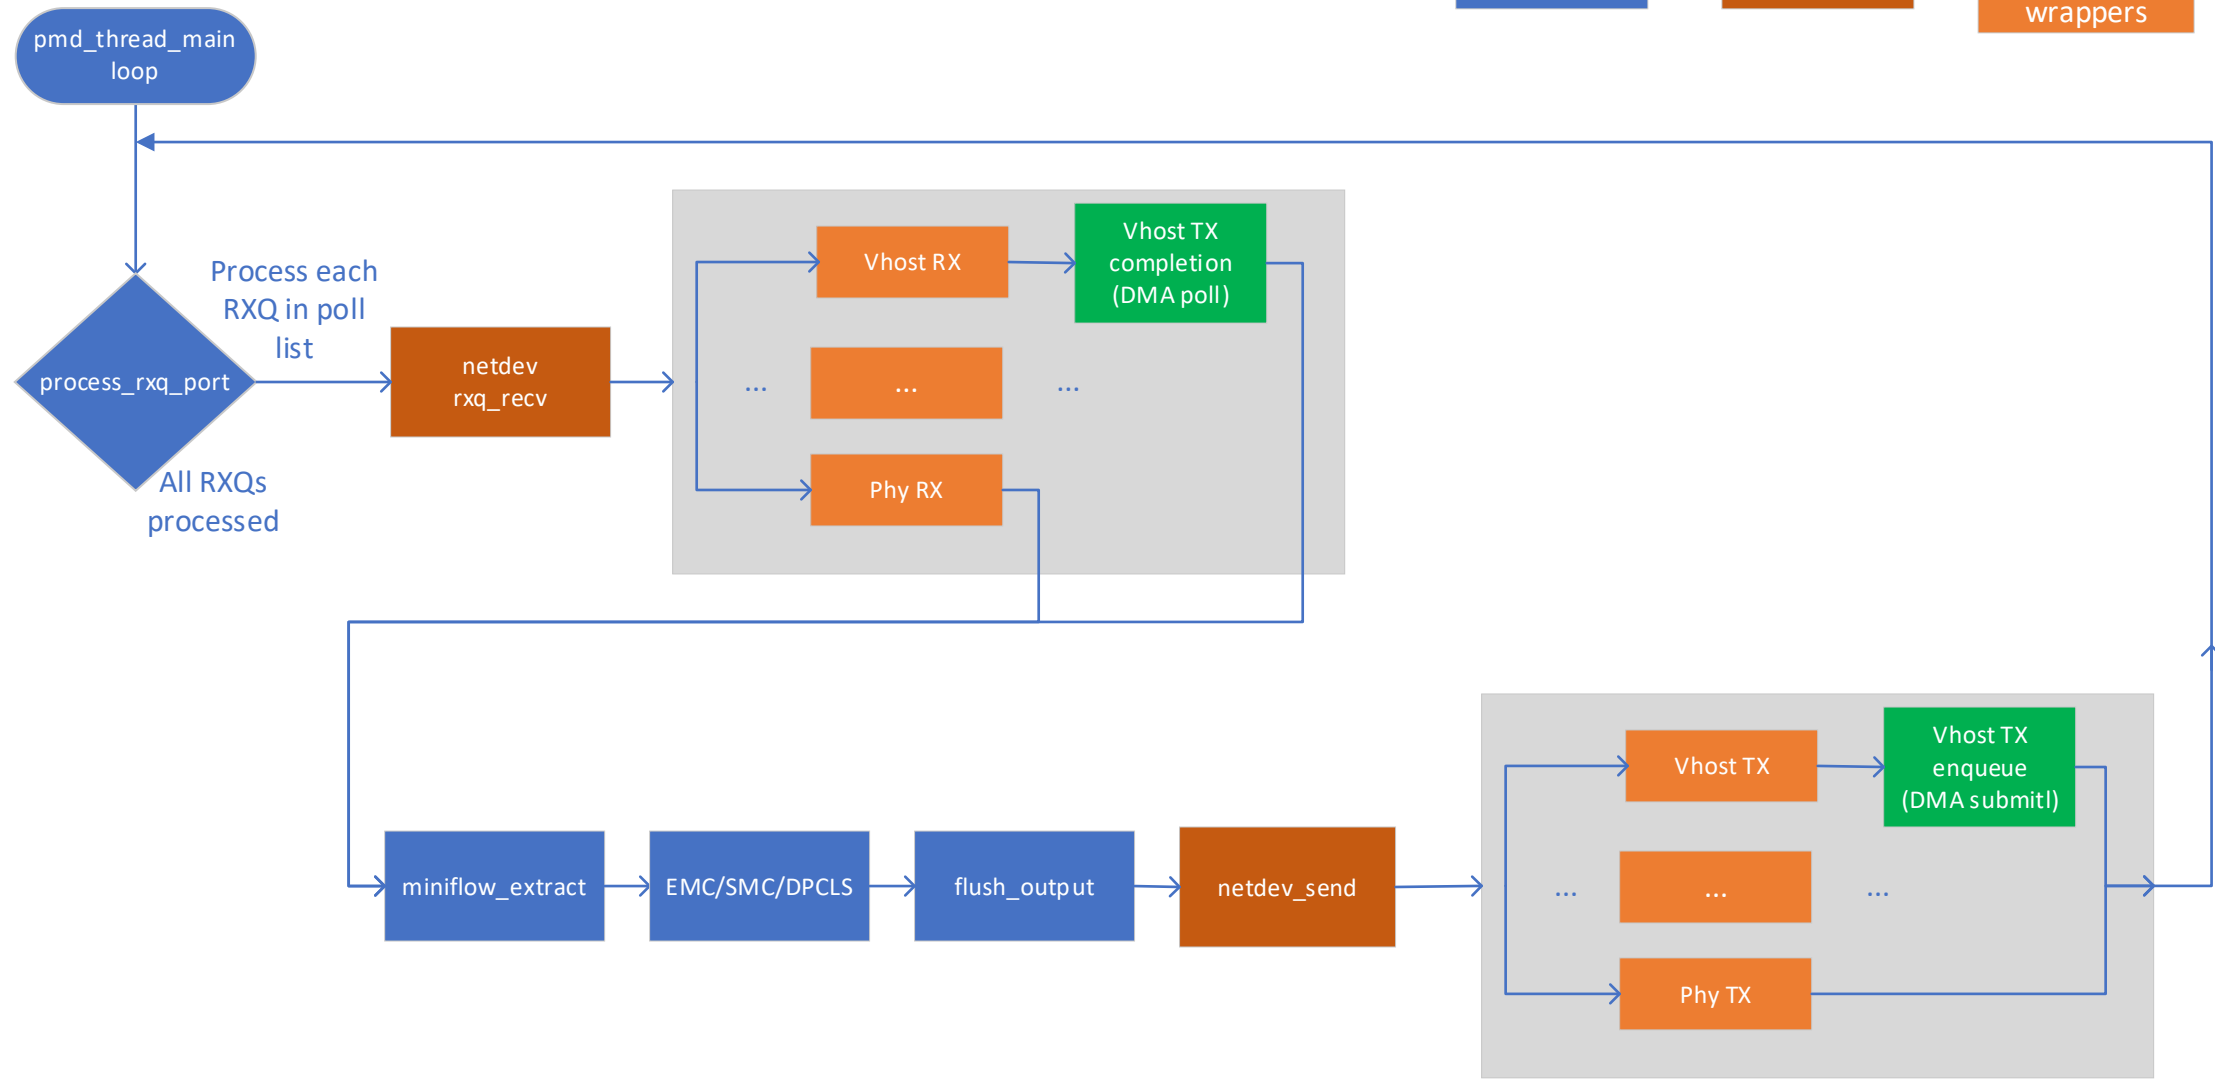 wrappers
pmd_thread_main
loop
Process each
RXQ in poll
list
process_rxq_port
All RXQs
processed
netdev
rxq_recv
Vhost RX
Vhost TX
completion
(DMA poll)
...
...
...
Phy RX
miniflow_extract
EMC/SMC/DPCLS
flush_output
netdev_send
Vhost TX
Vhost TX
enqueue
(DMA submitl)
...
...
...
Phy TX